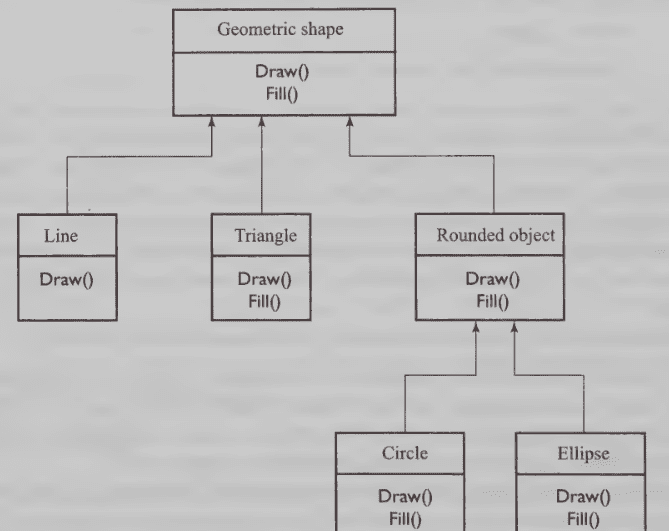 Geometric shape
Draw()
Fill()
Line
Draw()
Triangle
Draw()
Fill()
Rounded object
Draw()
Fill()
Circle
Draw()
Fill()
Ellipse
Draw()
Fill()